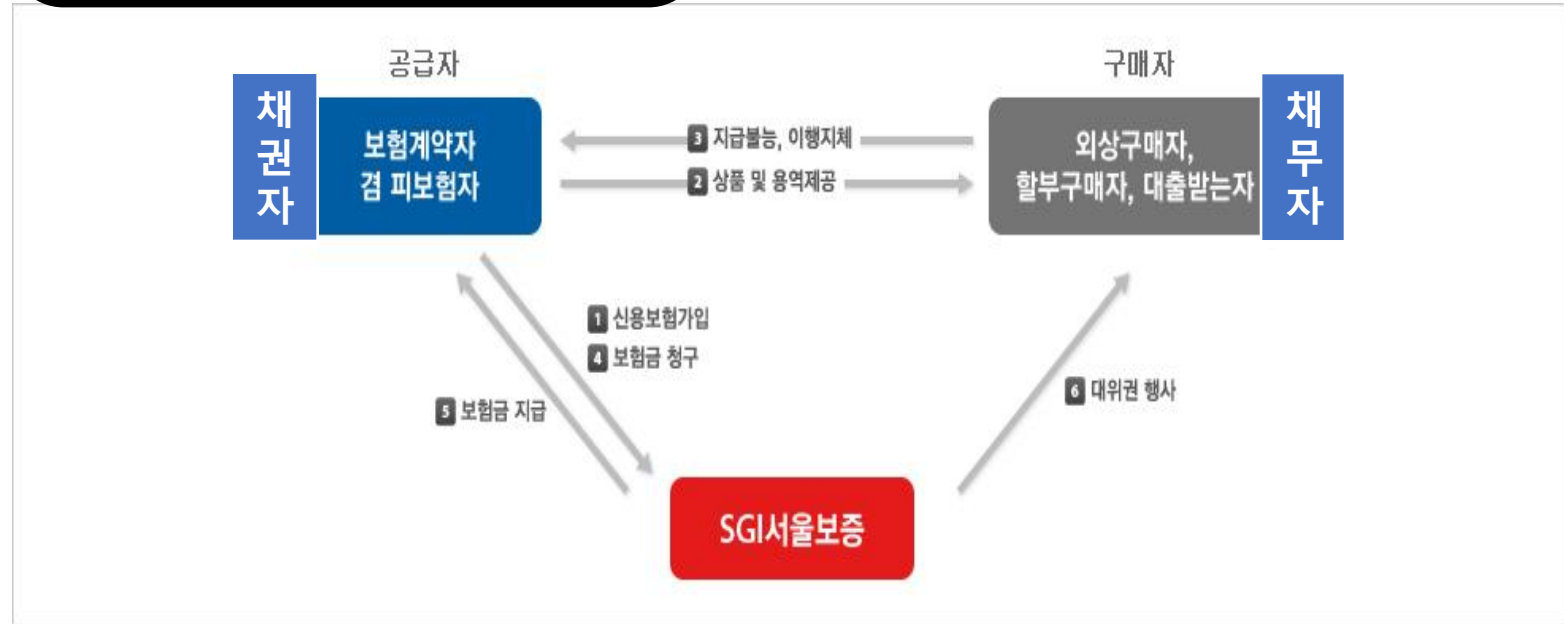 공급자
구매자
채권자
보험계약자
겸 피보험자
3 지급불능, 이행지체
2 상품 및 용역제공
외상구매자,
할부구매자, 대출받는자
채무자
1 신용보험가입
4 보험금 청구
5 보험금 지급
6 대위권 행사
SGI서울보증